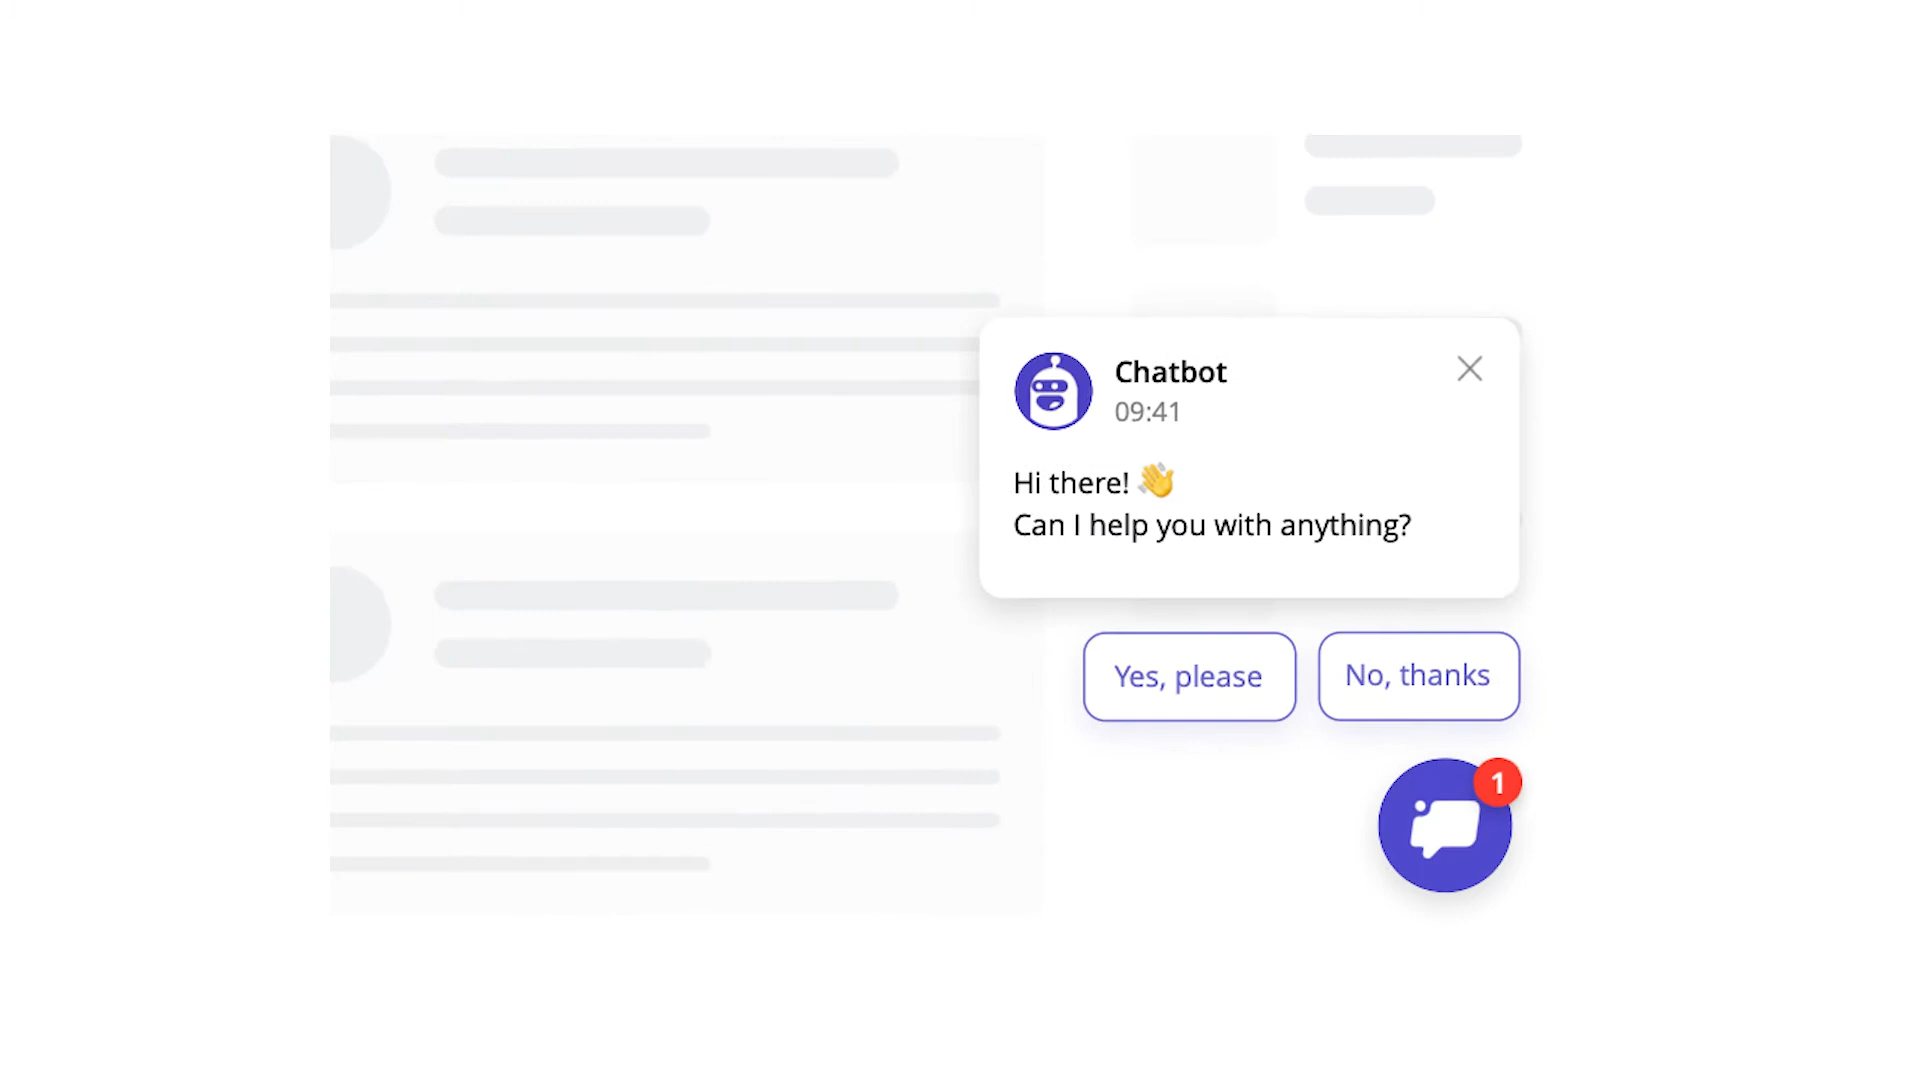 Chatbot
09:41
Hi there! 👋
Can I help you with anything?
Yes, please
No, thanks
1